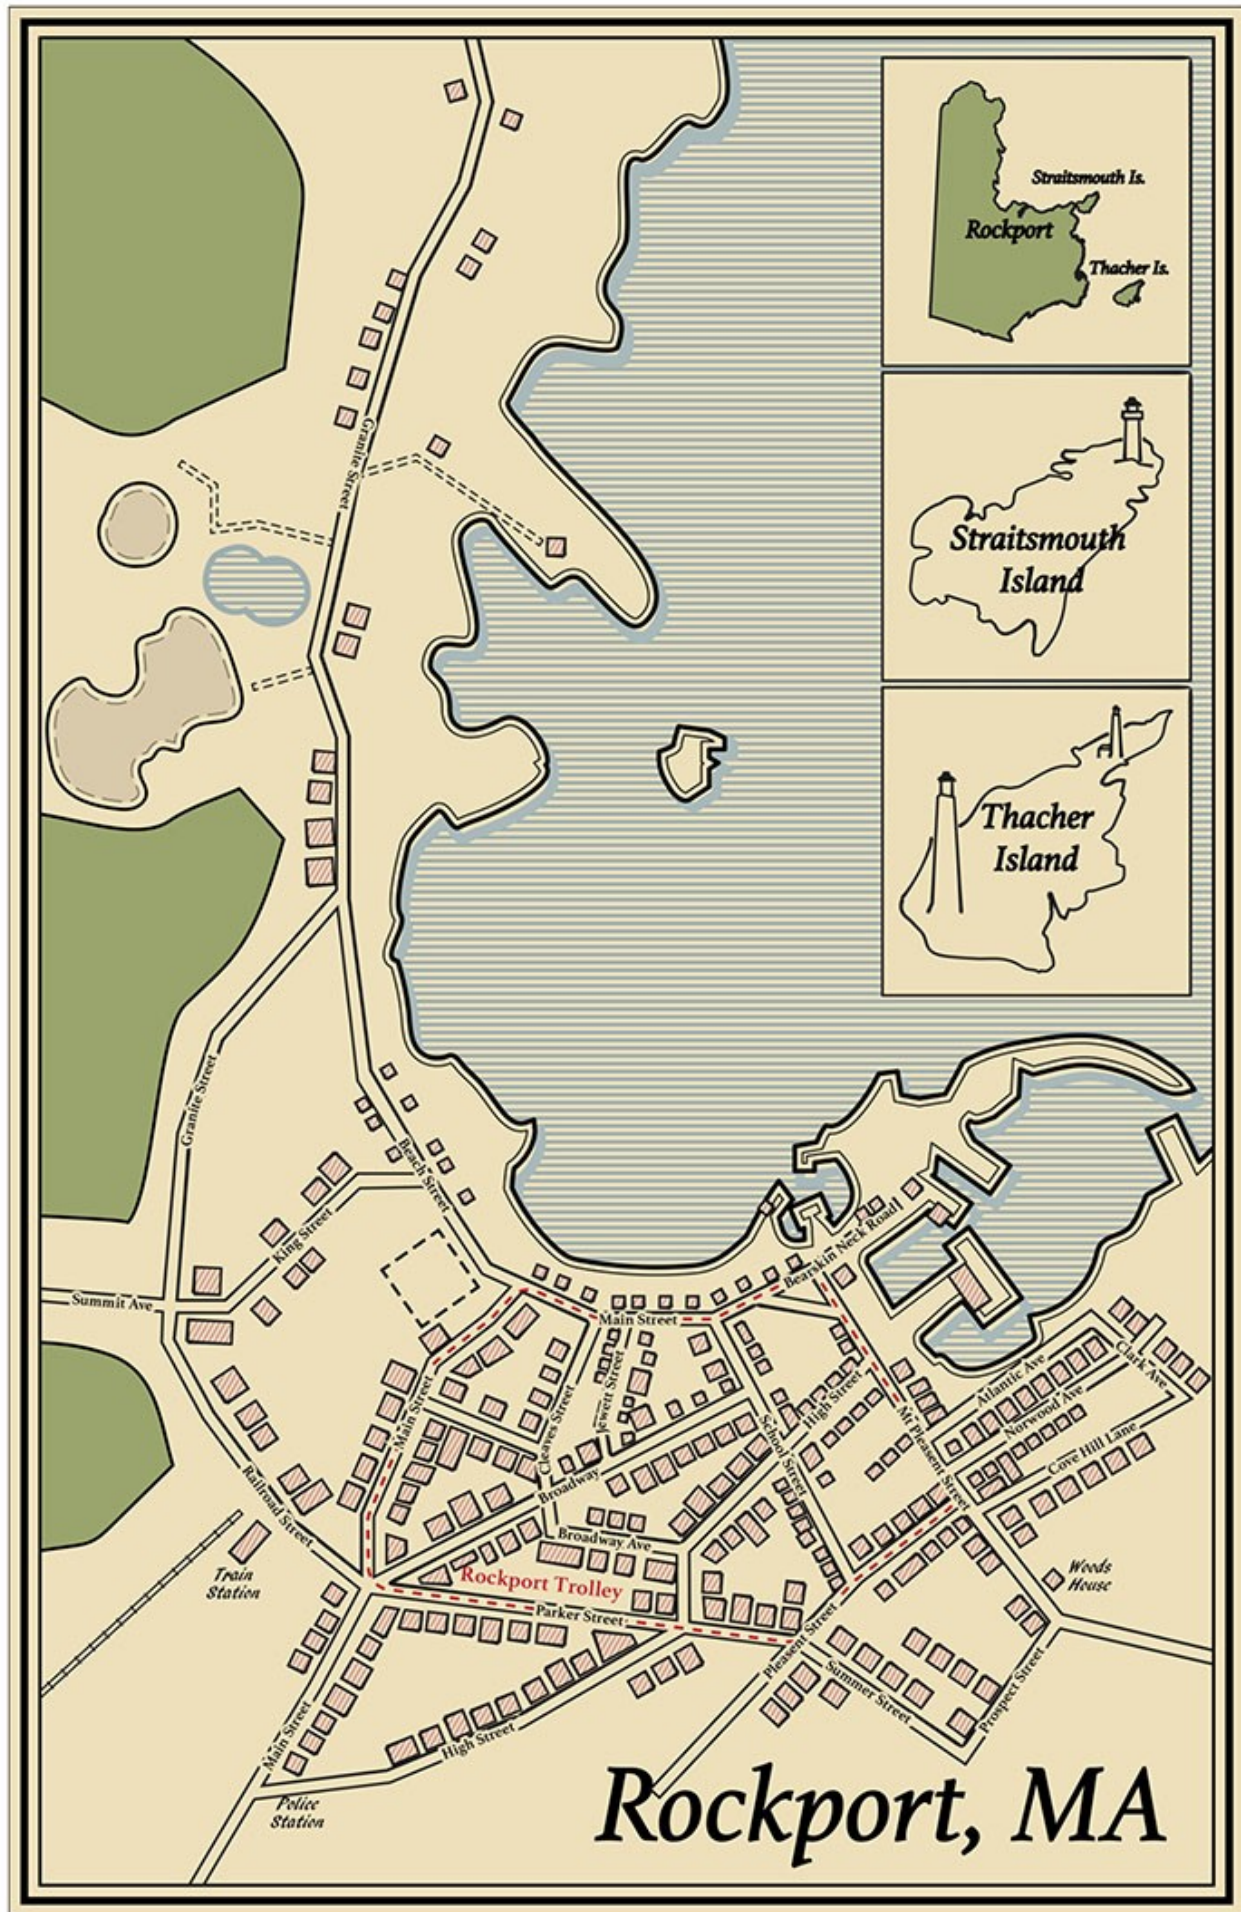 Straitsmouth Is.
Rockport
Thacher Is.
Granite Street
Straitsmouth
Island
Thacher
Island
Granite Street
Beach Street
King Street
Bearskin Neck Road
Summit Ave
Main Street
Jewett Street
Main Street
Cleaves Street
High Street
School Street
Atlantic Ave
Clark Ave
Norwood Ave
Mt Pleasent Street
Cove Hill Lane
Broadway
Railroad Street
Broadway Ave
Train
Station
Rockport Trolley
Woods
House
Parker Street
Pleasent Street
Summer Street
Prospect Street
Main Street
High Street
Police
Station
Rockport, MA